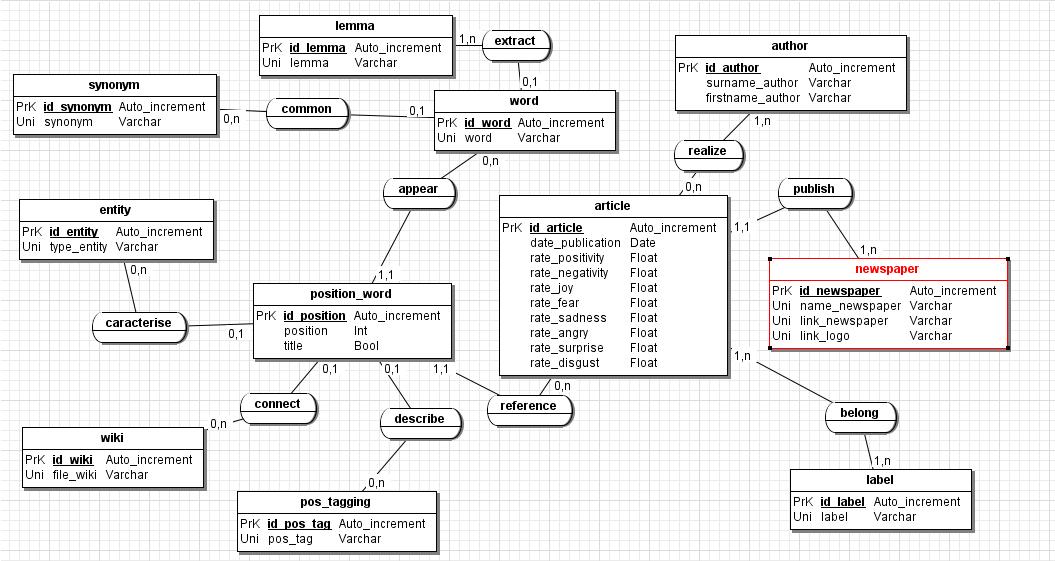 lemma
PrK id_lemma Auto_increment
Uni lemma Varchar
1,n
extract
0,1
author
PrK id_author Auto_increment
surname_author Varchar
firstname_author Varchar
1,n
synonym
PrK id_synonym Auto_increment
Uni synonym Varchar
0,n
common
0,1
word
PrK id_word Auto_increment
Uni word Varchar
0,n
realize
0,n
appear
1,1
publish
1,1
1,n
entity
PrK id_entity Auto_increment
Uni type_entity Varchar
0,n
article
PrK id_article Auto_increment
date_publication Date
rate_positivity Float
rate_negativity Float
rate_joy Float
rate_fear Float
rate_sadness Float
rate_angry Float
rate_surprise Float
rate_disgust Float
newspaper
PrK id_newspaper Auto_increment
Uni name_newspaper Varchar
Uni link_newspaper Varchar
Uni link_logo Varchar
position_word
PrK id_position Auto_increment
position Int
title Bool
caracterise
0,1
0,1
0,1
1,1
0,n
1,n
connect
0,n
describe
0,n
reference
belong
1,n
wiki
PrK id_wiki Auto_increment
Uni file_wiki Varchar
pos_tagging
PrK id_pos_tag Auto_increment
Uni pos_tag Varchar
label
PrK id_label Auto_increment
Uni label Varchar